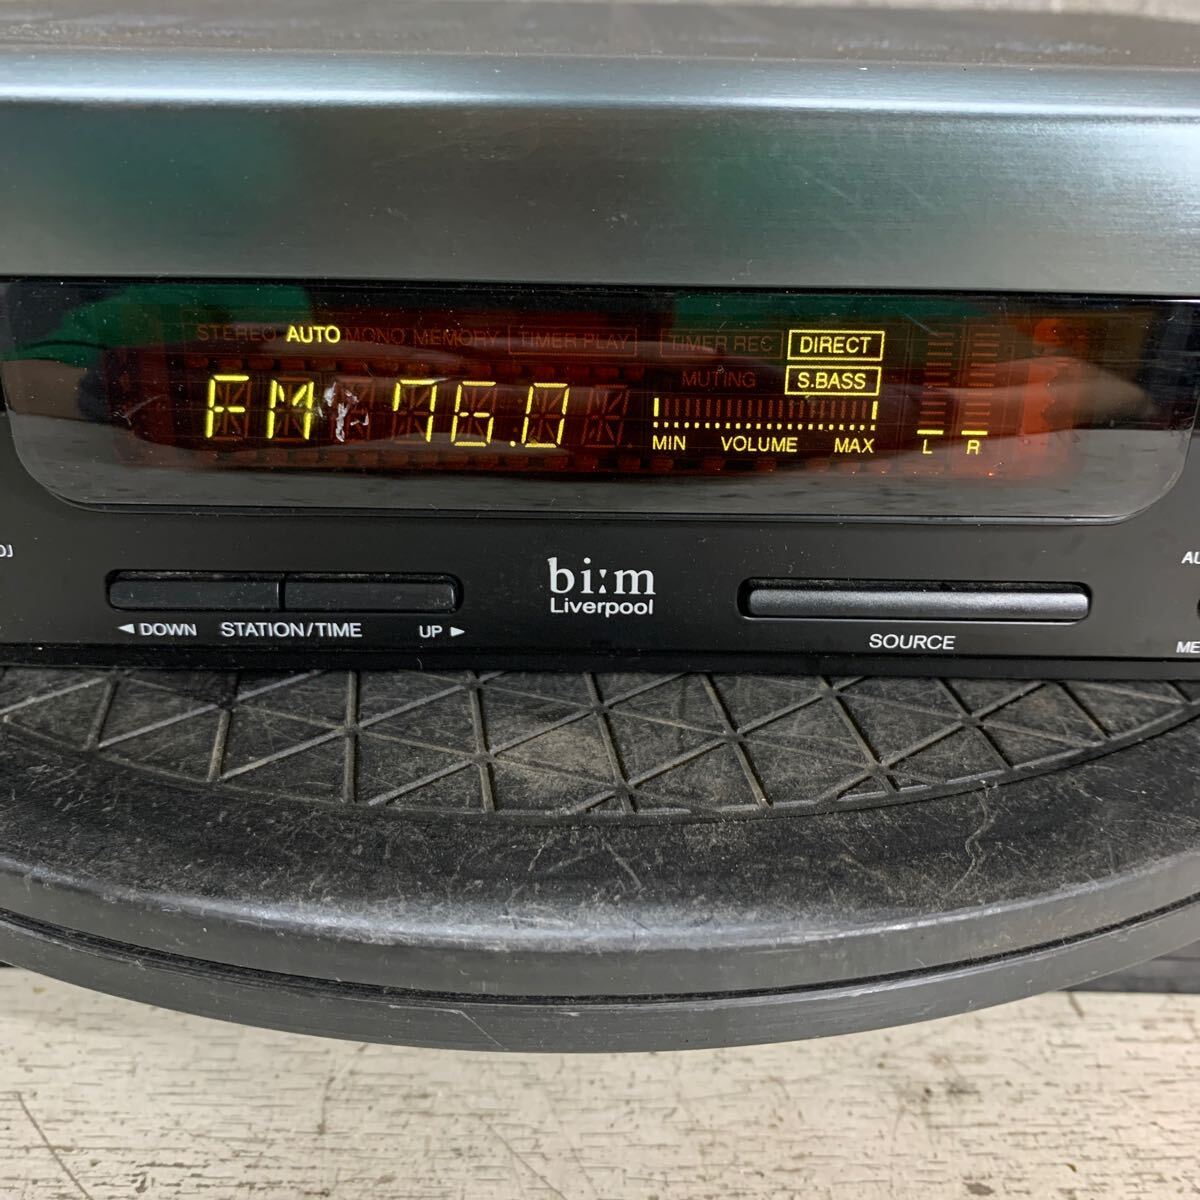 STEREO AUTO MONO MEMORY TIMER PLAY TIMER REC DIRECT
MUTING S.BASS
FM 76.0
MIN VOLUME MAX L R
bi:m
Liverpool
◄ DOWN STATION/TIME UP ►
SOURCE